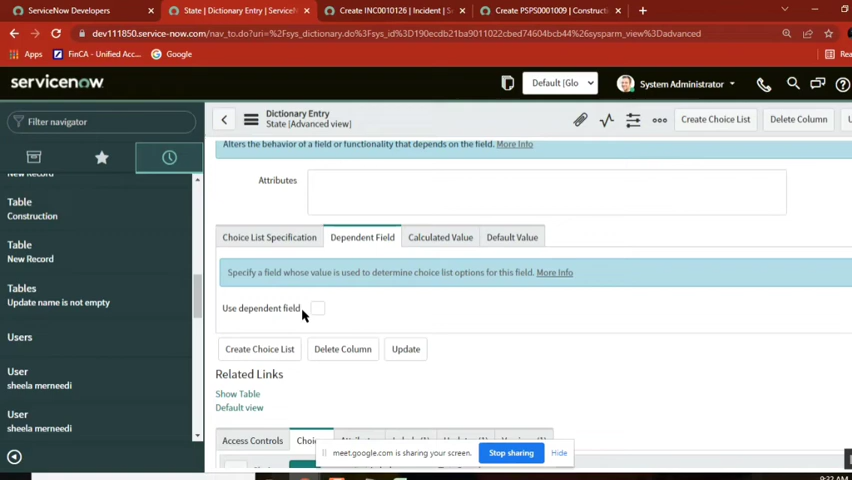 ServiceNow Developers
State | Dictionary Entry | ServiceN
Create INC0010126 | Incident | S
Create PSPS0001009 | Constructi
dev111850.service-now.com/nav_to.do?uri=%2Fsys_dictionary.do%3Fsys_id%3D190ecdb21ba9011022cbed74604bcb44%26sysparm_view%3Dadvanced
Apps
FinCA - Unified Acc...
Google
Rea
servicenow
Default |Glo
System Administrator
Filter navigator
Dictionary Entry
State [Advanced view]
Create Choice List
Delete Column
U
New Record
Table
Construction
Table
New Record
Tables
Update name is not empty
Users
User
sheela merneedi
User
sheela merneedi
Alters the behavior of a field or functionality that depends on the field. More Info
Attributes
Choice List Specification
Dependent Field
Calculated Value
Default Value
Specify a field whose value is used to determine choice list options for this field. More Info
Use dependent field
Create Choice List
Delete Column
Update
Related Links
Show Table
Default view
Access Controls
meet.google.com is sharing your screen.
Stop sharing
Hide